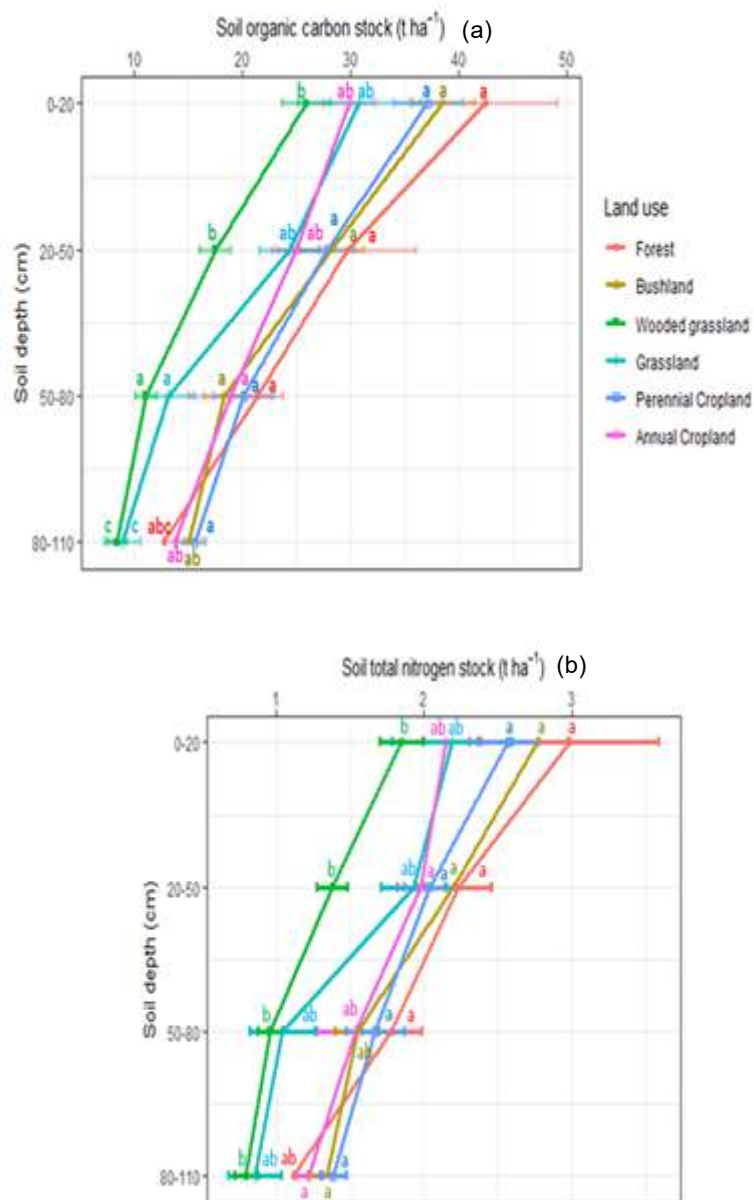 Soil organic carbon stock (t ha⁻¹) (a)
10 20 30 40 50
b ab ab a a a
0-20
b ab ab a a a
20-50
a a a a a a
50-80
c c abc a
80-110
ab ab
Soil depth (cm)
Land use
Forest
Bushland
Wooded grassland
Grassland
Perennial Cropland
Annual Cropland
Soil total nitrogen stock (t ha⁻¹) (b)
1 2 3
b ab ab a a a
0-20
b ab a a a a
20-50
b ab ab a a
50-80
ab
b ab ab a
80-110
a a
Soil depth (cm)